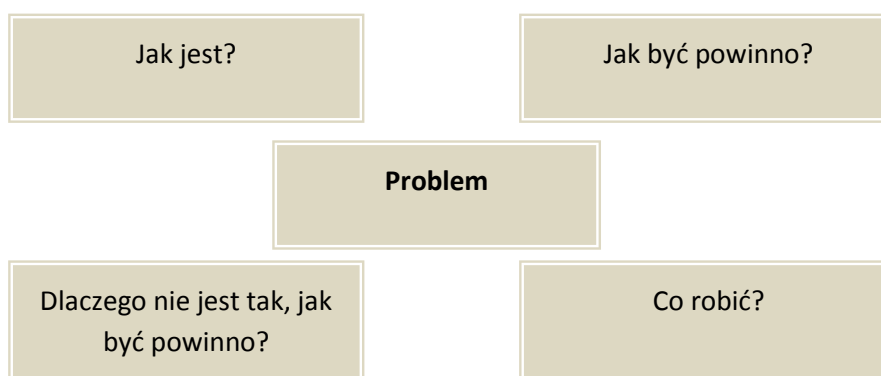 Jak jest?
Jak być powinno?
Problem
Dlaczego nie jest tak, jak
być powinno?
Co robić?